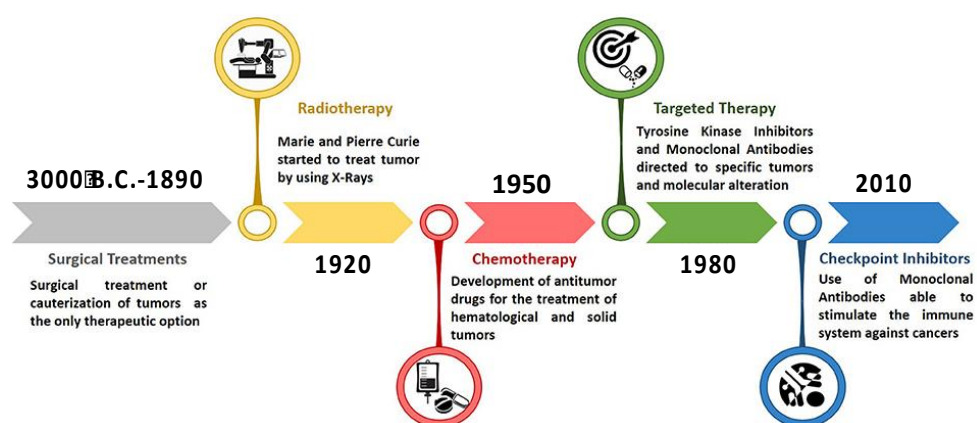 3000 B.C.-1890
Surgical Treatments
Surgical treatment or
cauterization of tumors as
the only therapeutic option
Radiotherapy
Marie and Pierre Curie
started to treat tumor
by using X-Rays
1920
1950
Chemotherapy
Development of antitumor
drugs for the treatment of
hematological and solid
tumors
Targeted Therapy
Tyrosine Kinase Inhibitors
and Monoclonal Antibodies
directed to specific tumors
and molecular alteration
1980
2010
Checkpoint Inhibitors
Use of Monoclonal
Antibodies able to
stimulate the immune
system against cancers